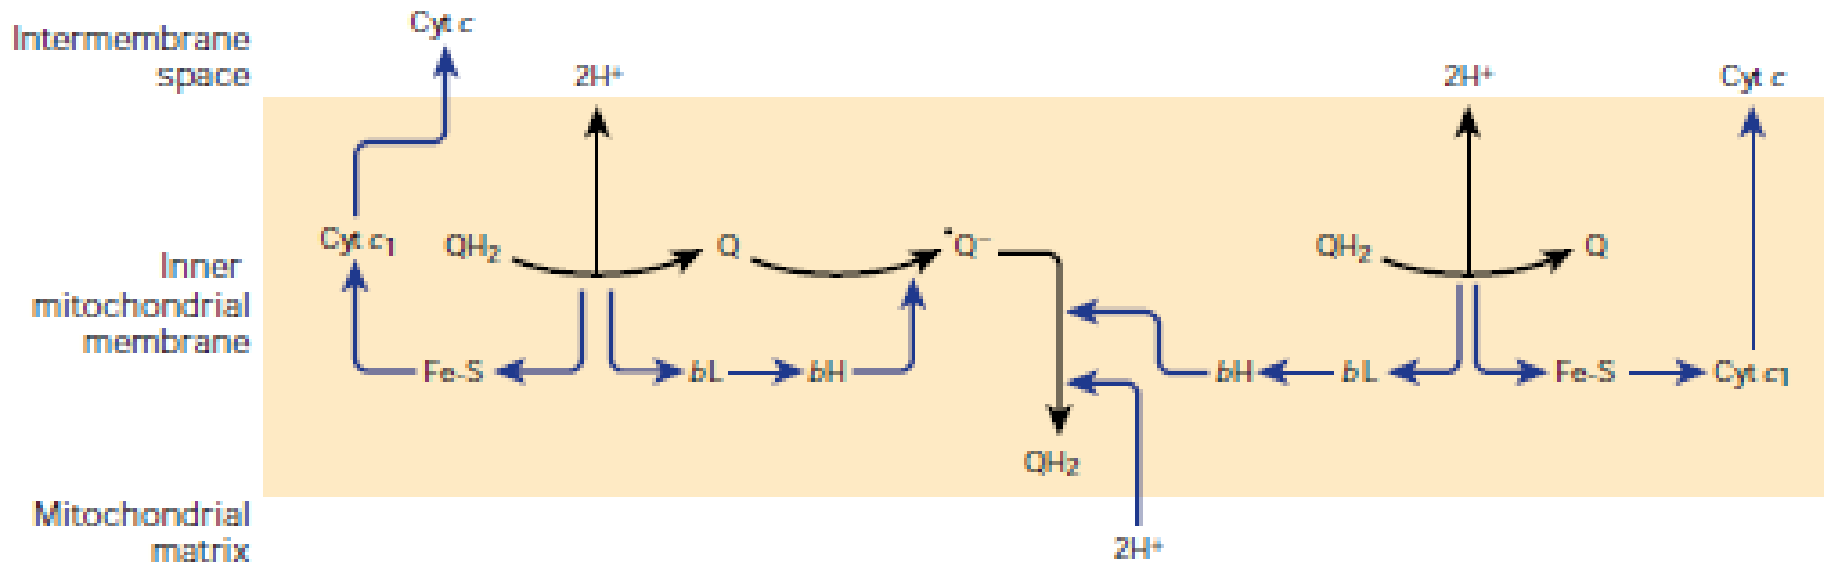 Cyt c
Intermembrane
space
2H⁺
2H⁺
Cyt c
Cyt c₁
QH₂
Q
•Q⁻
QH₂
Q
Inner
mitochondrial
membrane
Fe-S
bL
bH
bH
bL
Fe-S
Cyt c₁
QH₂
Mitochondrial
matrix
2H⁺